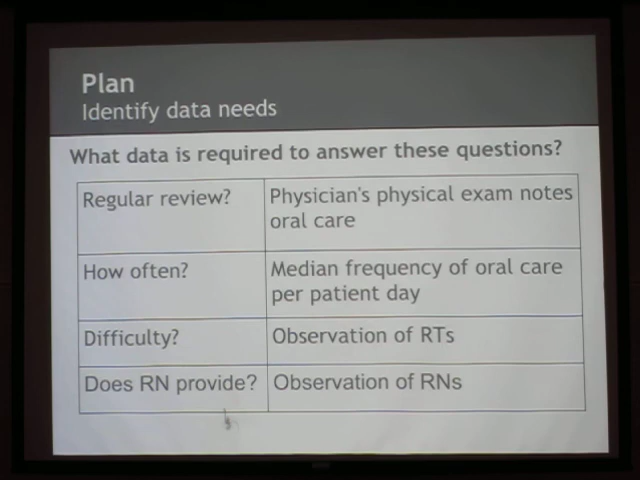 Plan
Identify data needs
What data is required to answer these questions?
Regular review?
Physician's physical exam notes
oral care
How often?
Median frequency of oral care
per patient day
Difficulty?
Observation of RTs
Does RN provide?
Observation of RNs